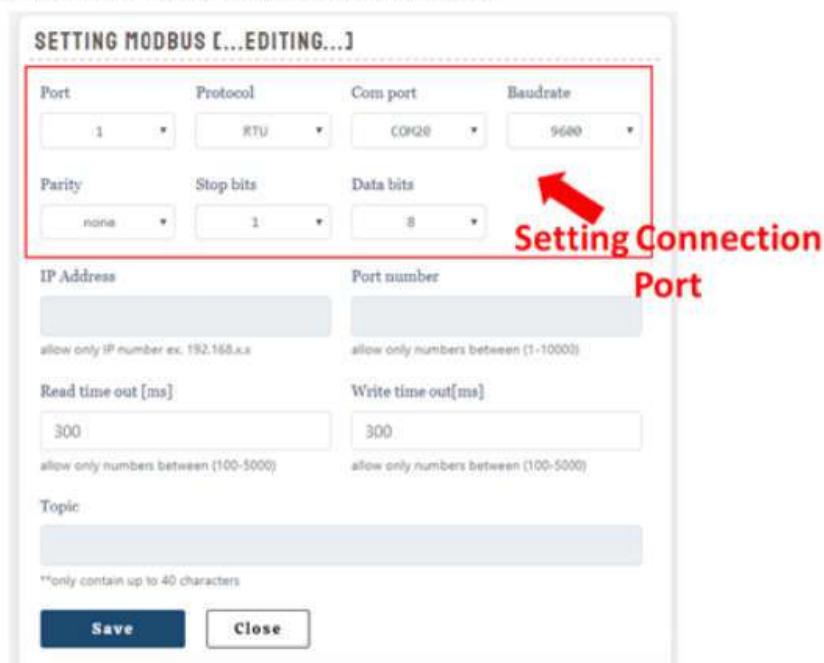 SETTING MODBUS [...EDITING...]
Port Protocol Com port Baudrate
1 RTU COM20 9600
Parity Stop bits Data bits
none 1 8
Setting Connection
Port
IP Address Port number
allow only IP number ex. 192.168.x.x allow only numbers between (1-10000)
Read time out [ms] Write time out[ms]
300 300
allow only numbers between (100-5000) allow only numbers between (100-5000)
Topic
**only contain up to 40 characters
Save Close